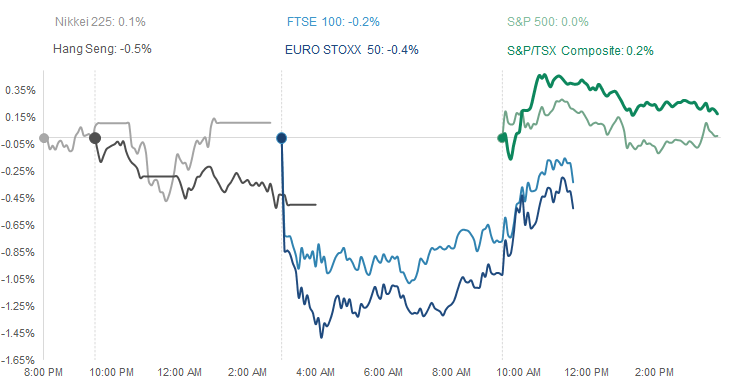 Nikkei 225: 0.1%
FTSE 100: -0.2%
S&P 500: 0.0%
Hang Seng: -0.5%
EURO STOXX 50: -0.4%
S&P/TSX Composite: 0.2%
0.35%
0.15%
-0.05%
-0.25%
-0.45%
-0.65%
-0.85%
-1.05%
-1.25%
-1.45%
-1.65%
8:00 PM
10:00 PM
12:00 AM
2:00 AM
4:00 AM
6:00 AM
8:00 AM
10:00 AM
12:00 PM
2:00 PM